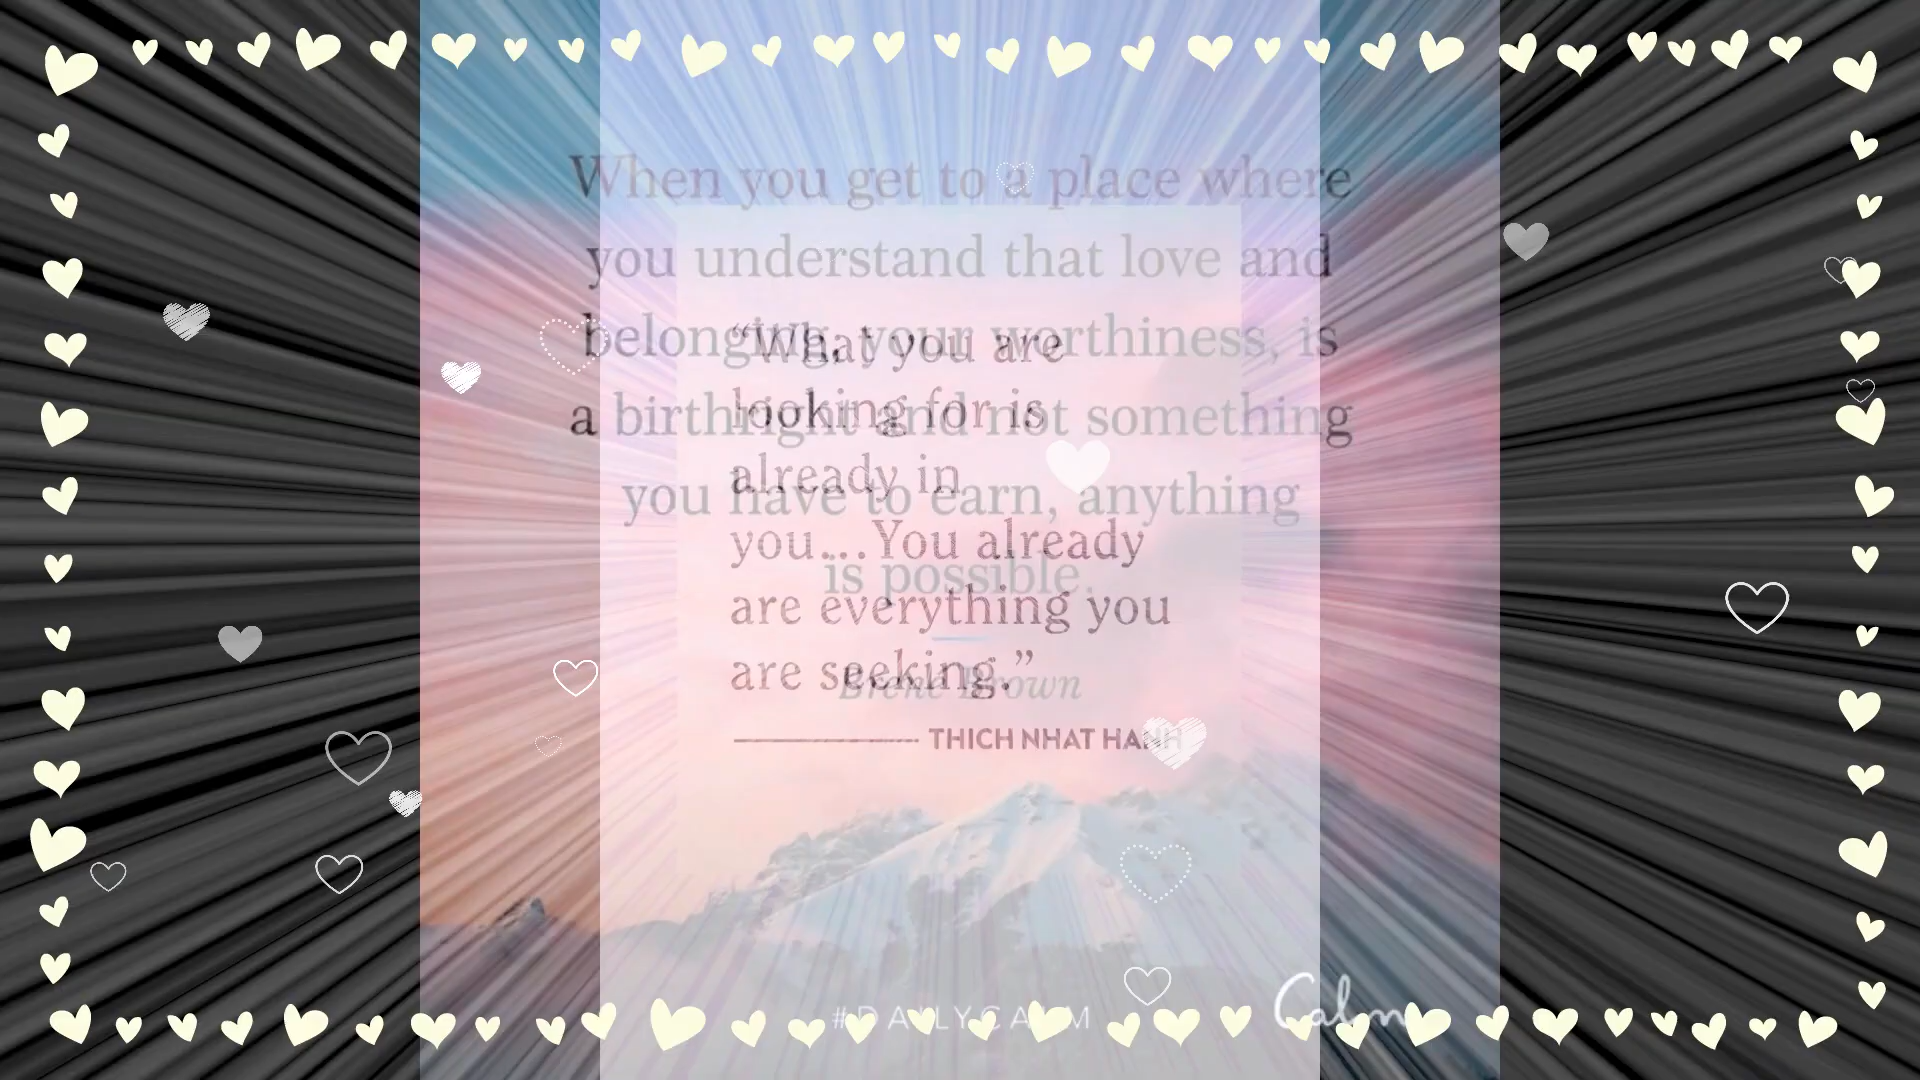 When you get to a place where
you understand that love and
belonging, your worthiness, is
a birthright and not something
you have to earn, anything
is possible.
Brené Brown
“What you are
looking for is
already in
you…You already
are everything you
are seeking.”
THICH NHAT HANH
#DAILYCALM
Calm